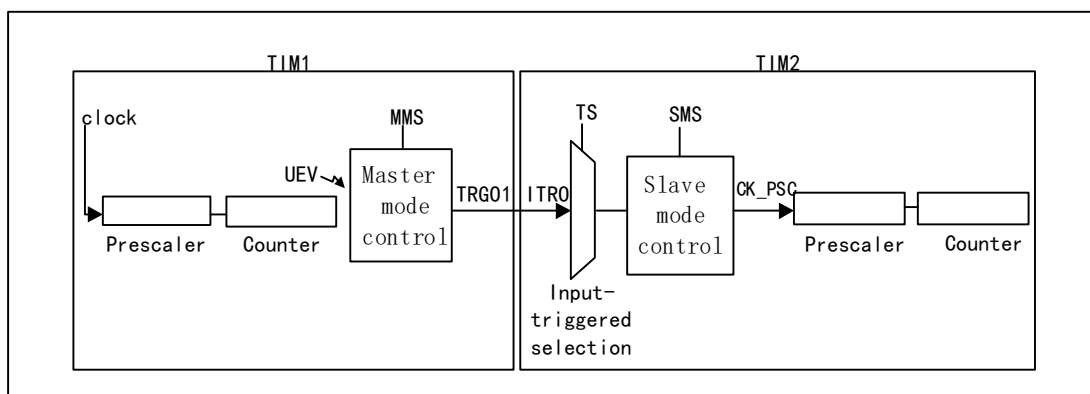 TIM1
TIM2
clock
MMS
TS
SMS
UEV
Master
mode
control
TRGO1
ITR0
Slave
mode
control
CK_PSC
Prescaler
Counter
Prescaler
Counter
Input-
triggered
selection